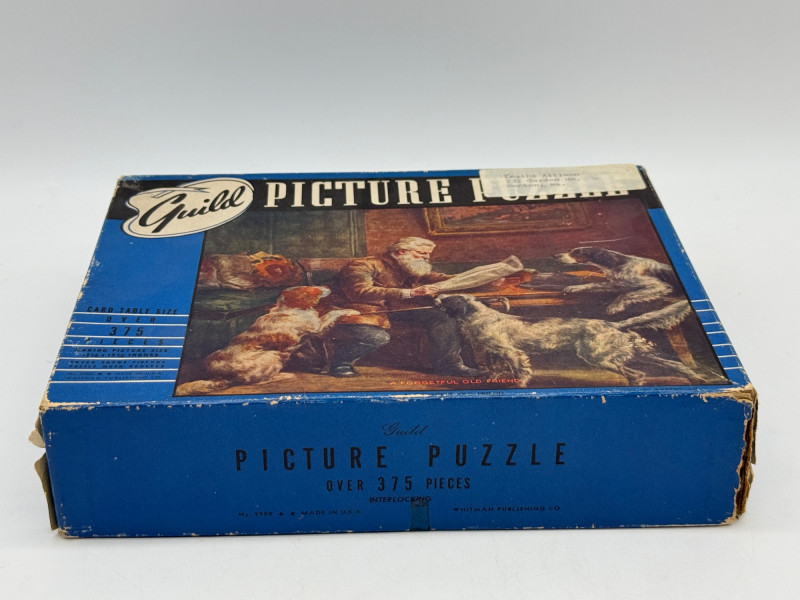 Guild PICTURE PUZZLE
CARD TABLE SIZE
OVER
375
PIECES
A FORGETFUL OLD FRIEND
Guild
PICTURE PUZZLE
OVER 375 PIECES
INTERLOCKING
MADE IN U.S.A.
WHITMAN PUBLISHING CO.